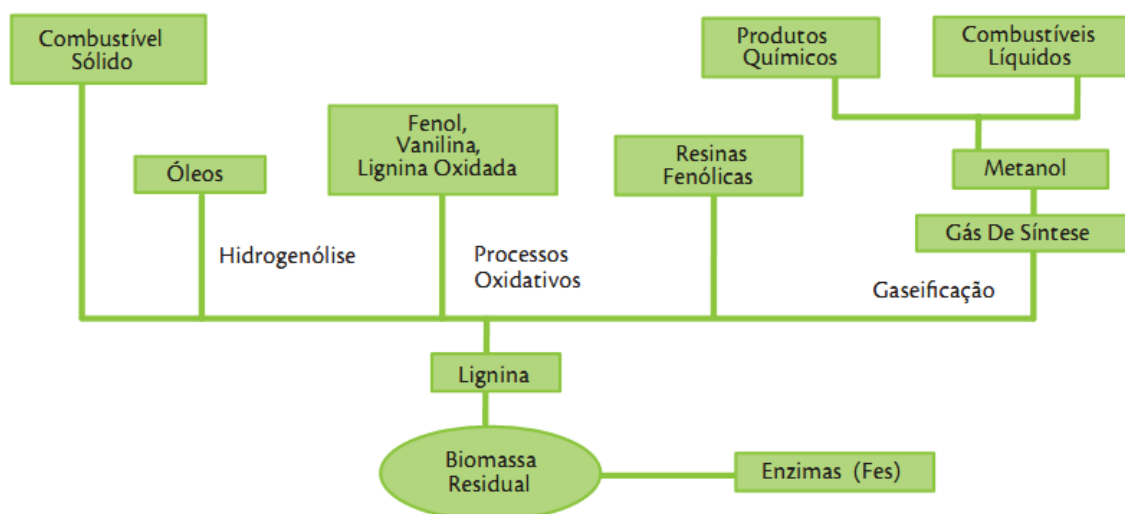 Combustível
Sólido
Produtos
Químicos
Combustíveis
Líquidos
Fenol,
Vanilina,
Lignina Oxidada
Óleos
Resinas
Fenólicas
Metanol
Gás De Síntese
Hidrogenólise
Processos
Oxidativos
Gaseificação
Lignina
Biomassa
Residual
Enzimas (Fes)